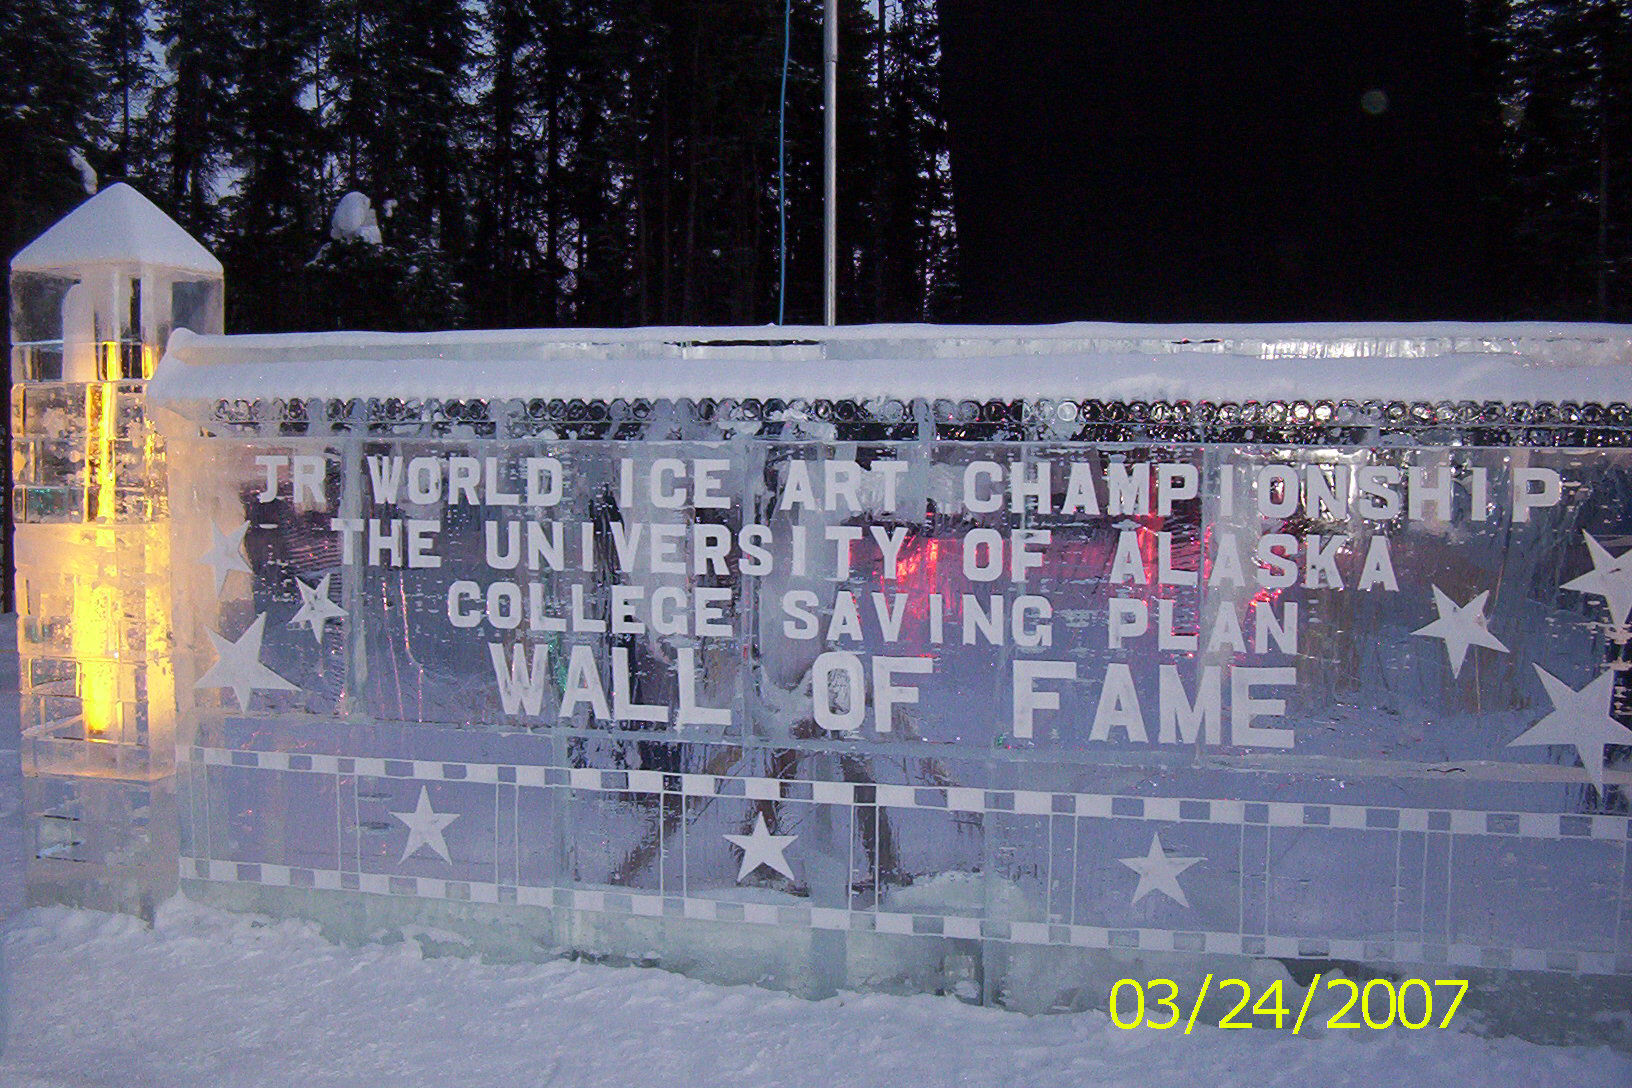 JR WORLD ICE ART CHAMPIONSHIP
THE UNIVERSITY OF ALASKA
COLLEGE SAVING PLAN
WALL OF FAME
03/24/2007